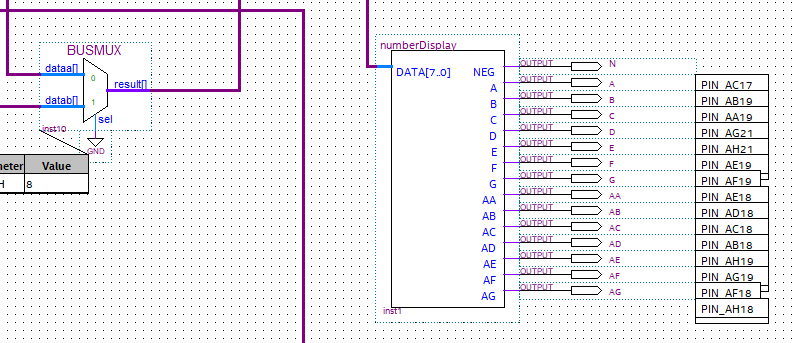 BUSMUX
dataa[]
0
result[]
datab[]
1
sel
inst10
GND
meter Value
H 8
numberDisplay
DATA[7..0]
NEG OUTPUT N
A OUTPUT A
B OUTPUT B
C OUTPUT C
D OUTPUT D
E OUTPUT E
F OUTPUT F
G OUTPUT G
AA OUTPUT AA
AB OUTPUT AB
AC OUTPUT AC
AD OUTPUT AD
AE OUTPUT AE
AF OUTPUT AF
AG OUTPUT AG
inst1
PIN_AC17
PIN_AB19
PIN_AA19
PIN_AG21
PIN_AH21
PIN_AE19
PIN_AF19
PIN_AE18
PIN_AD18
PIN_AC18
PIN_AB18
PIN_AH19
PIN_AG19
PIN_AF18
PIN_AH18